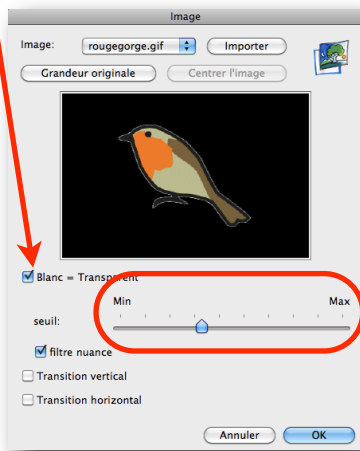 Image
Image: rougegorge.gif Importer
Grandeur originale Centrer l'image
Blanc = Transparent
Min Max
seuil:
filtre nuance
Transition vertical
Transition horizontal
Annuler OK